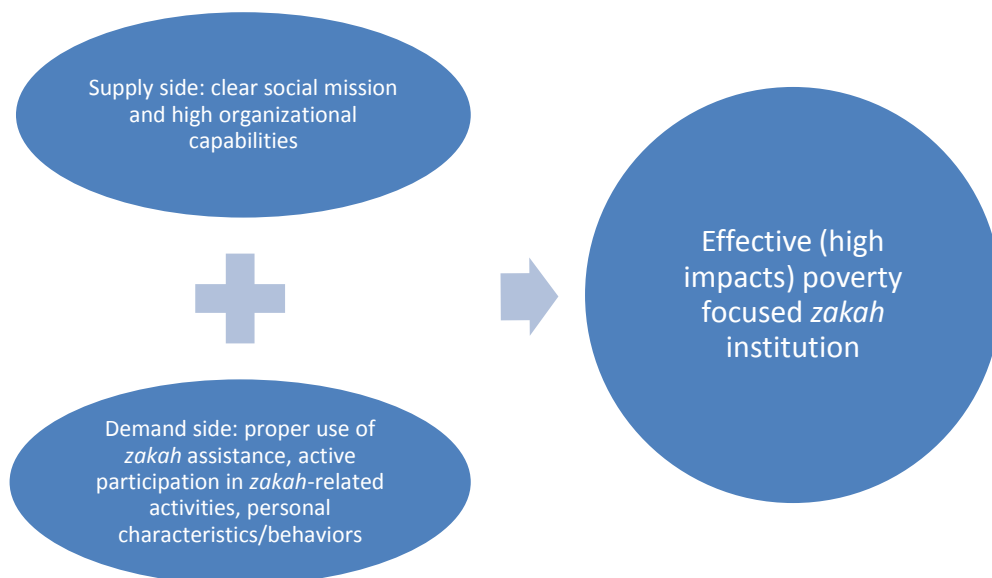 Supply side: clear social mission
and high organizational
capabilities
Demand side: proper use of
zakah assistance, active
participation in zakah-related
activities, personal
characteristics/behaviors
Effective (high
impacts) poverty
focused zakah
institution